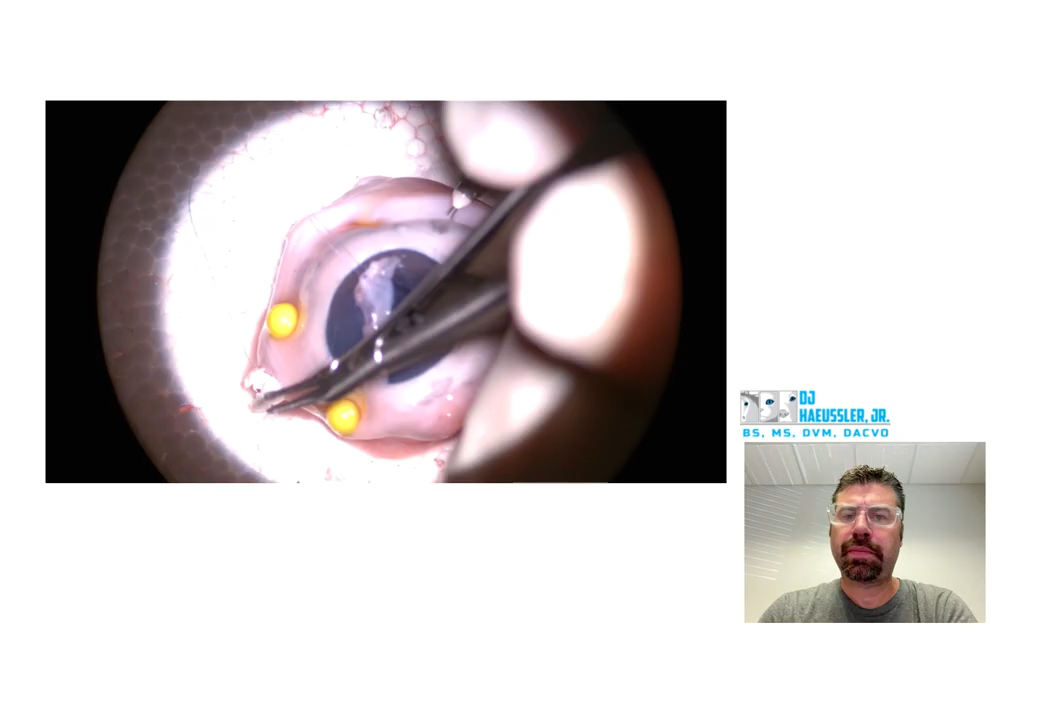 DJ
HAEUSSLER, JR.
BS, MS, DVM, DACVO